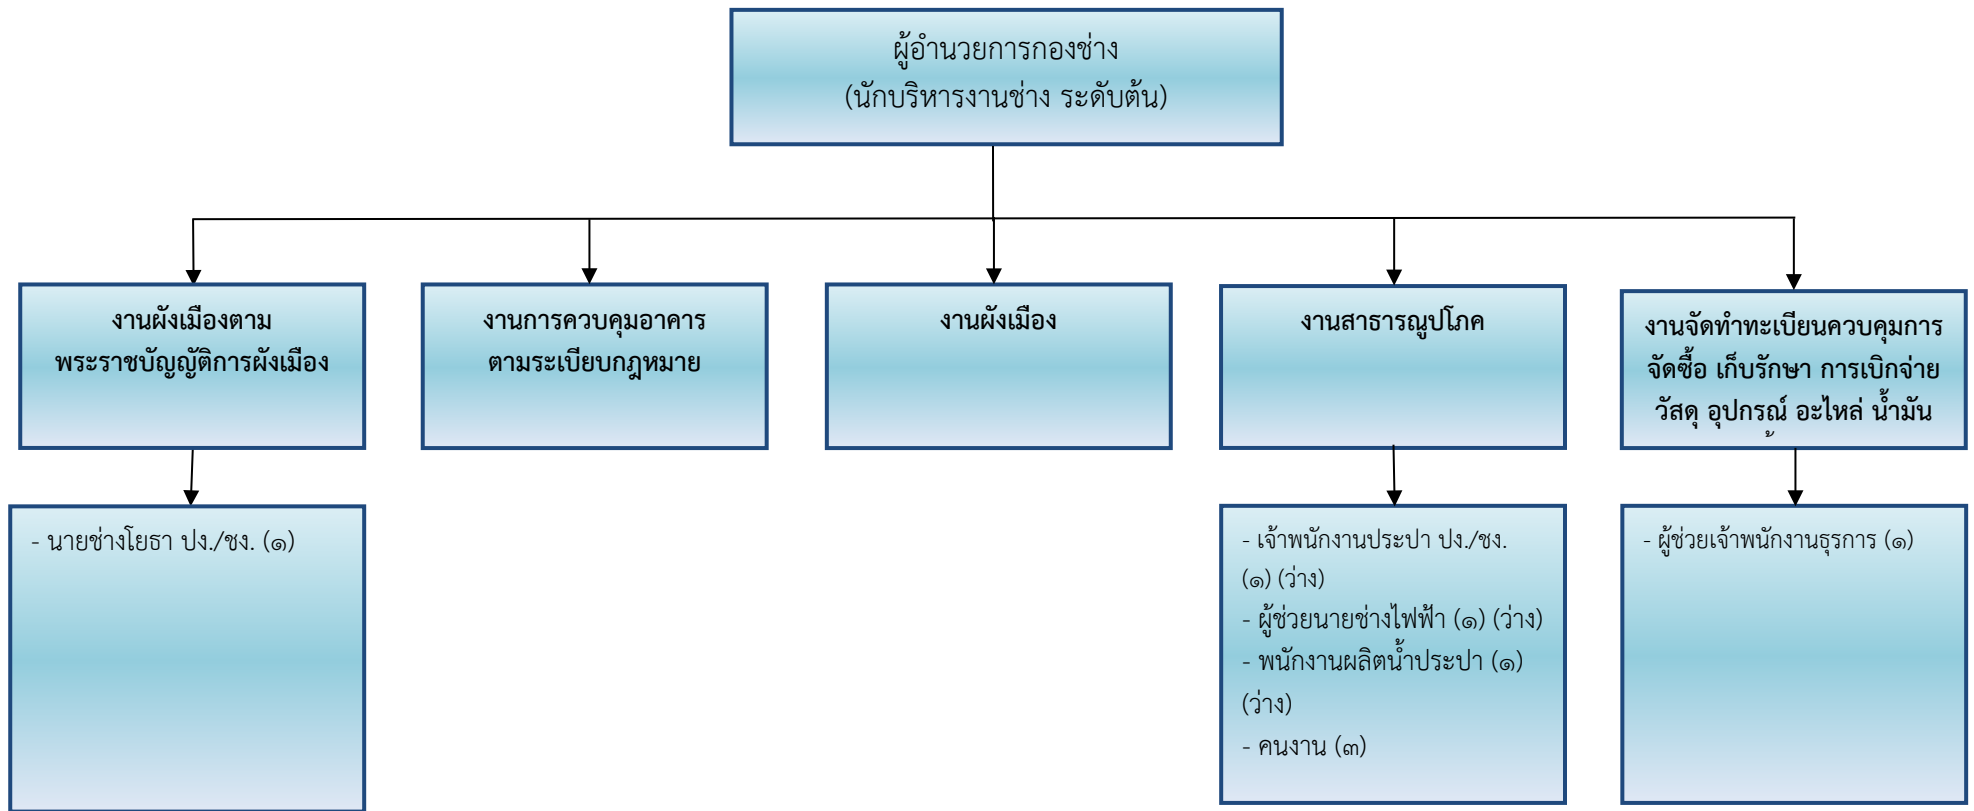 ผู้อำนวยการกองช่าง
(นักบริหารงานช่าง ระดับต้น)
งานผังเมืองตาม
พระราชบัญญัติการผังเมือง
งานการควบคุมอาคาร
ตามระเบียบกฎหมาย
งานผังเมือง
งานสาธารณูปโภค
งานจัดทำทะเบียนควบคุมการ
จัดซื้อ เก็บรักษา การเบิกจ่าย
วัสดุ อุปกรณ์ อะไหล่ น้ำมัน
- นายช่างโยธา ปง./ชง. (๑)
- เจ้าพนักงานประปา ปง./ชง.
(๑) (ว่าง)
- ผู้ช่วยนายช่างไฟฟ้า (๑) (ว่าง)
- พนักงานผลิตน้ำประปา (๑)
(ว่าง)
- คนงาน (๓)
- ผู้ช่วยเจ้าพนักงานธุรการ (๑)